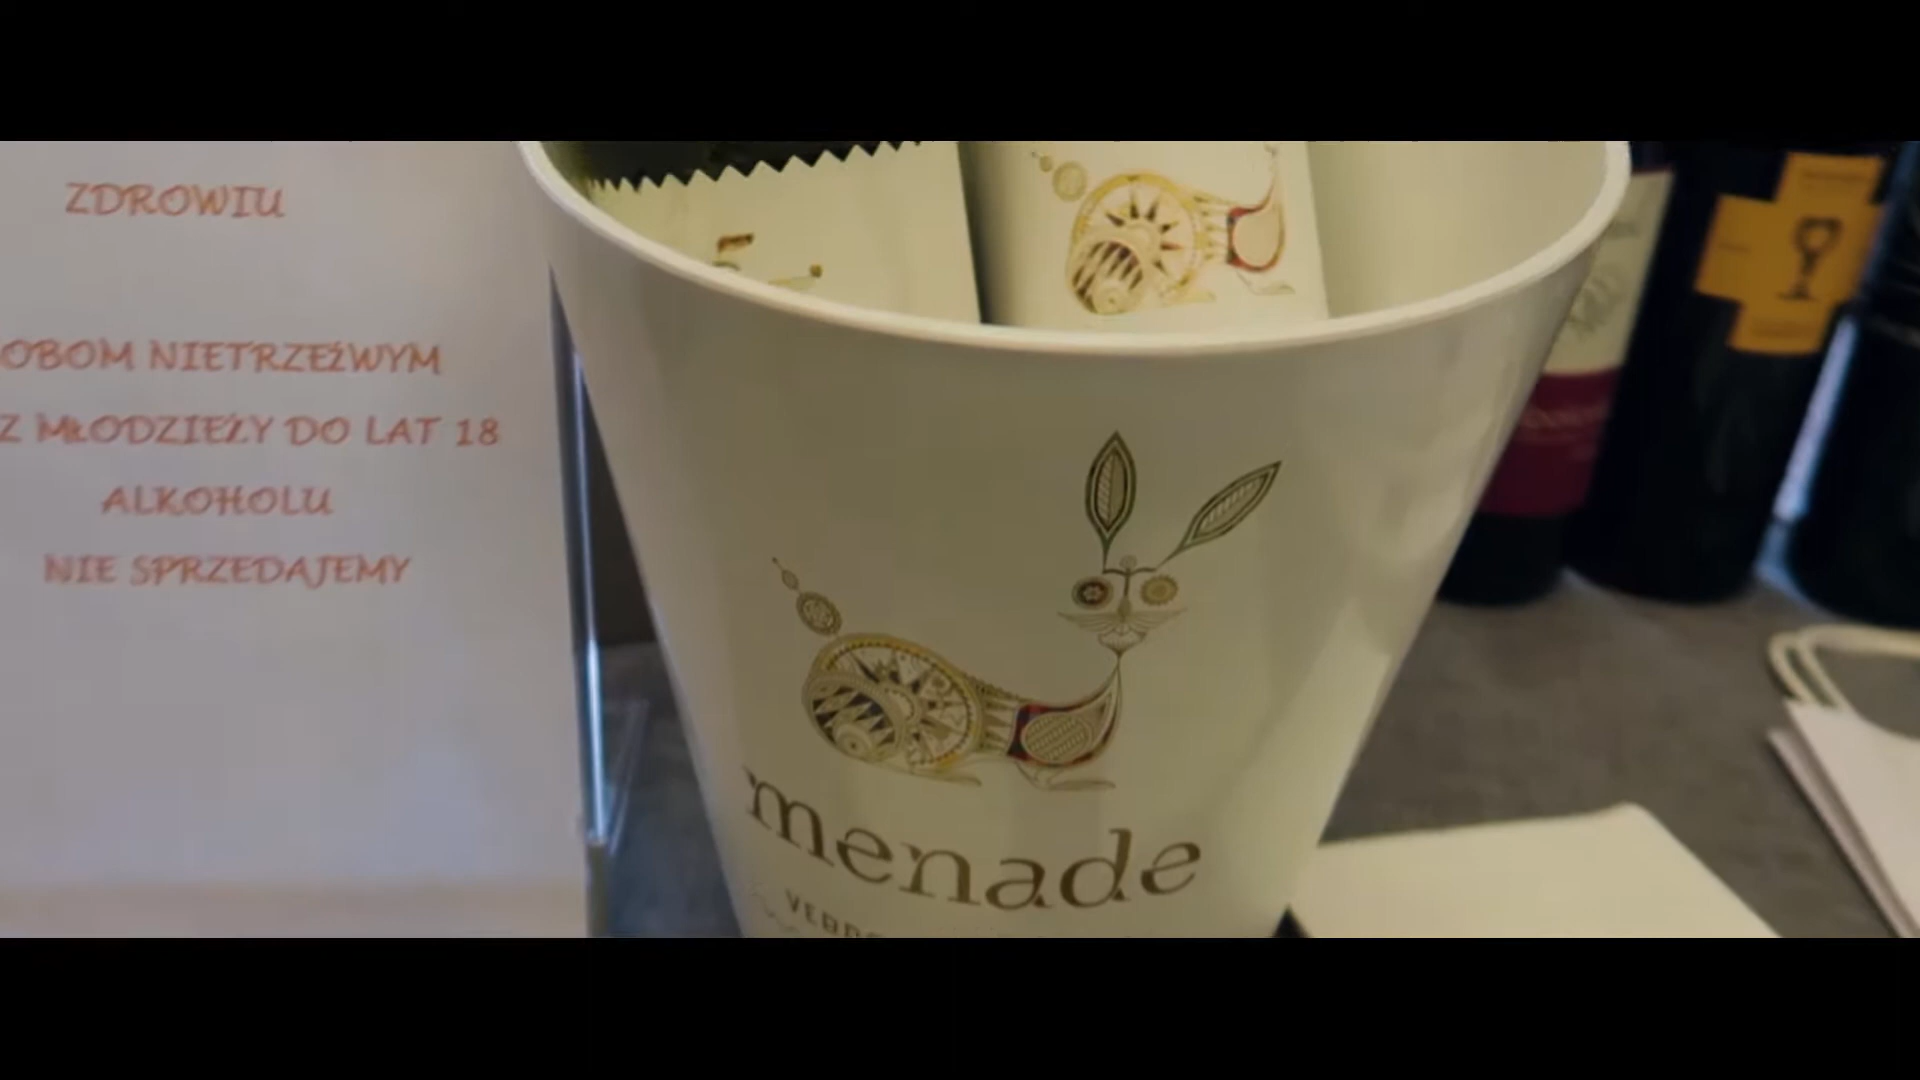 ZDROWIU
OBOM NIETRZEŹWYM
Z MŁODZIEŻY DO LAT 18
ALKOHOLU
NIE SPRZEDAJEMY
menade